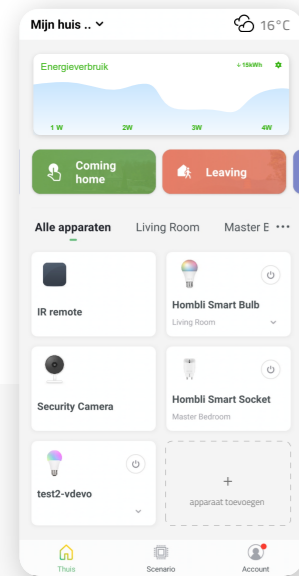 Mijn huis ..
16°C
Energieverbruik
↓15kWh
1 W 2W 3W 4W
Coming
home
Leaving
Alle apparaten Living Room Master E ...
IR remote
Hombli Smart Bulb
Living Room
Security Camera
Hombli Smart Socket
Master Bedroom
test2-vdevo
+
apparaat toevoegen
Thuis Scenario Account